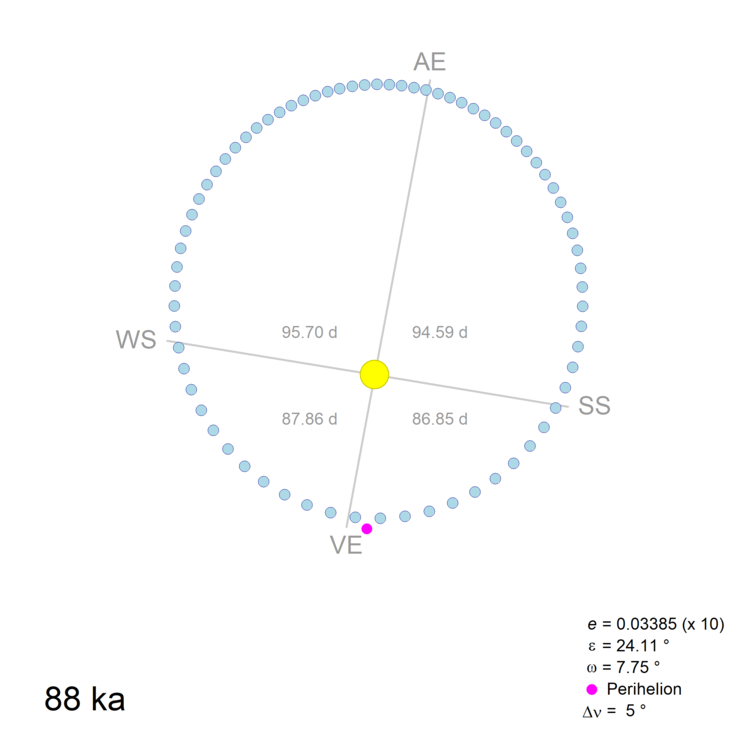 AE
WS
95.70 d
94.59 d
SS
87.86 d
86.85 d
VE
e = 0.03385 (x 10)
ε = 24.11 °
ω = 7.75 °
Perihelion
Δν = 5 °
88 ka